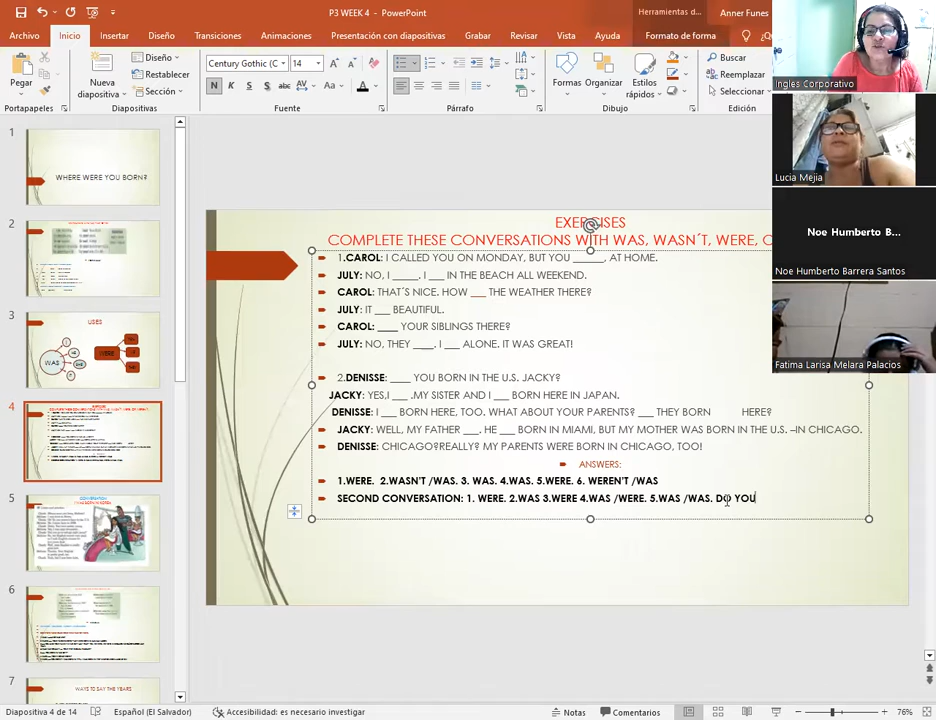 P3 WEEK 4 - PowerPoint
Herramientas d...
Anner Funes
Archivo Inicio Insertar Diseño Transiciones Animaciones Presentación con diapositivas Grabar Revisar Vista Ayuda Formato de forma
Pegar
Nueva diapositiva
Diseño
Restablecer
Sección
Century Gothic (C 14
N K S abc AV Aa A
Formas Organizar Estilos rápidos
Buscar
Reemplazar
Seleccionar
Portapapeles Diapositivas Fuente Párrafo Dibujo Edición
Ingles Corporativo
Lucia Mejia
Noe Humberto B...
Noe Humberto Barrera Santos
Fatima Larisa Melara Palacios
1
WHERE WERE YOU BORN?
2
3
USES
WAS
WERE
4
5
CONVERSATION
6
7
WAYS TO SAY THE YEARS
EXERCISES
COMPLETE THESE CONVERSATIONS WITH WAS, WASN´T, WERE, O
1.CAROL: I CALLED YOU ON MONDAY, BUT YOU ______, AT HOME.
JULY: NO, I _____. I ___ IN THE BEACH ALL WEEKEND.
CAROL: THAT´S NICE. HOW ___ THE WEATHER THERE?
JULY: IT ___ BEAUTIFUL.
CAROL: ____ YOUR SIBLINGS THERE?
JULY: NO, THEY ____. I ___ ALONE. IT WAS GREAT!
2.DENISSE: ____ YOU BORN IN THE U.S. JACKY?
JACKY: YES,I ___ .MY SISTER AND I ___ BORN HERE IN JAPAN.
DENISSE: I ___ BORN HERE, TOO. WHAT ABOUT YOUR PARENTS? ___ THEY BORN HERE?
JACKY: WELL, MY FATHER ___. HE ___ BORN IN MIAMI, BUT MY MOTHER WAS BORN IN THE U.S. –IN CHICAGO.
DENISSE: CHICAGO?REALLY? MY PARENTS WERE BORN IN CHICAGO, TOO!
ANSWERS:
1.WERE. 2.WASN'T /WAS. 3. WAS. 4.WAS. 5.WERE. 6. WEREN'T /WAS
SECOND CONVERSATION: 1. WERE. 2.WAS 3.WERE 4.WAS /WERE. 5.WAS /WAS. DO YOU
Diapositiva 4 de 14
Español (El Salvador)
Accesibilidad: es necesario investigar
Notas
Comentarios
76%